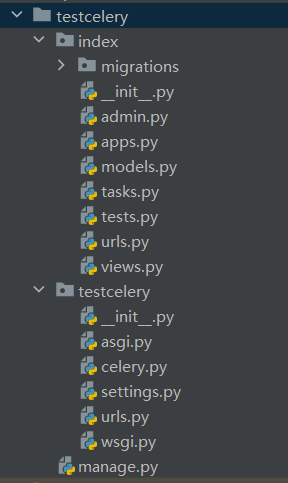 testcelery
index
migrations
__init__.py
admin.py
apps.py
models.py
tasks.py
tests.py
urls.py
views.py
testcelery
__init__.py
asgi.py
celery.py
settings.py
urls.py
wsgi.py
manage.py